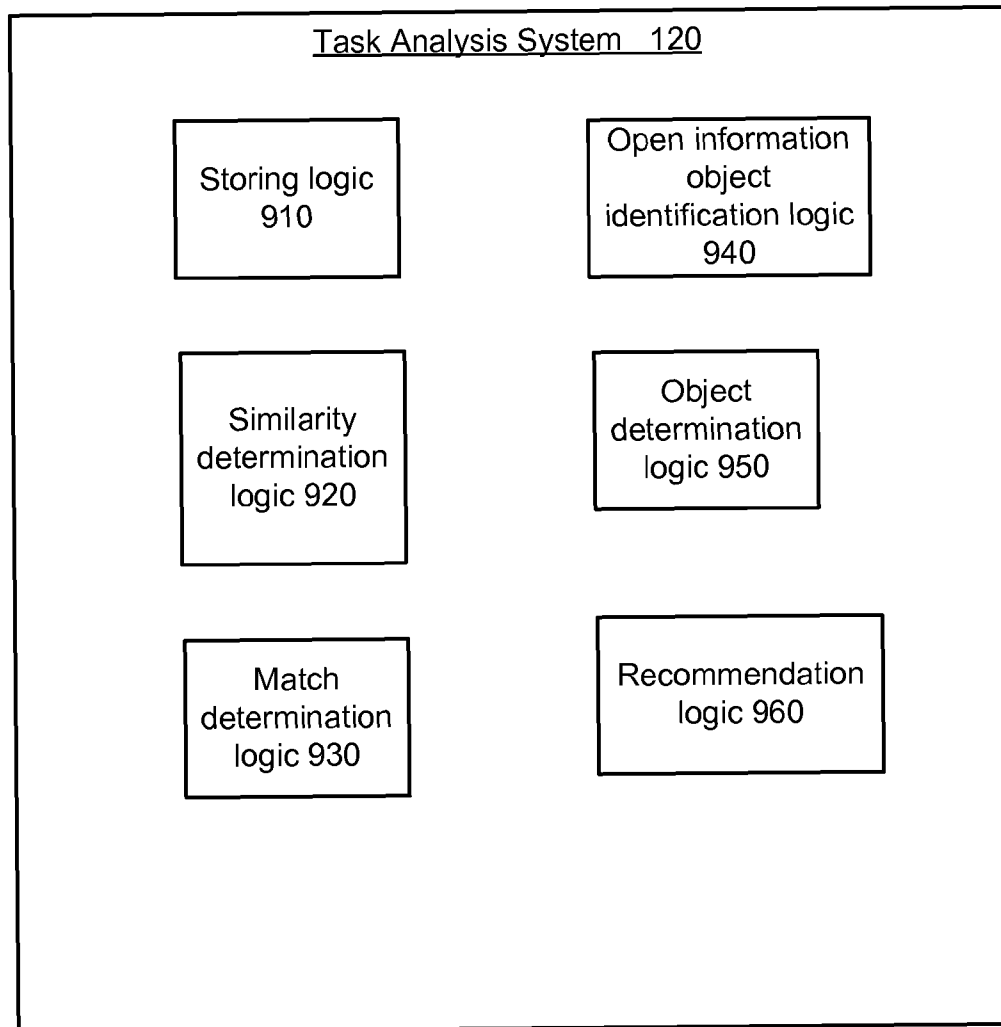 Task Analysis System 120
Storing logic
910
Open information
object
identification logic
940
Similarity
determination
logic 920
Object
determination
logic 950
Match
determination
logic 930
Recommendation
logic 960